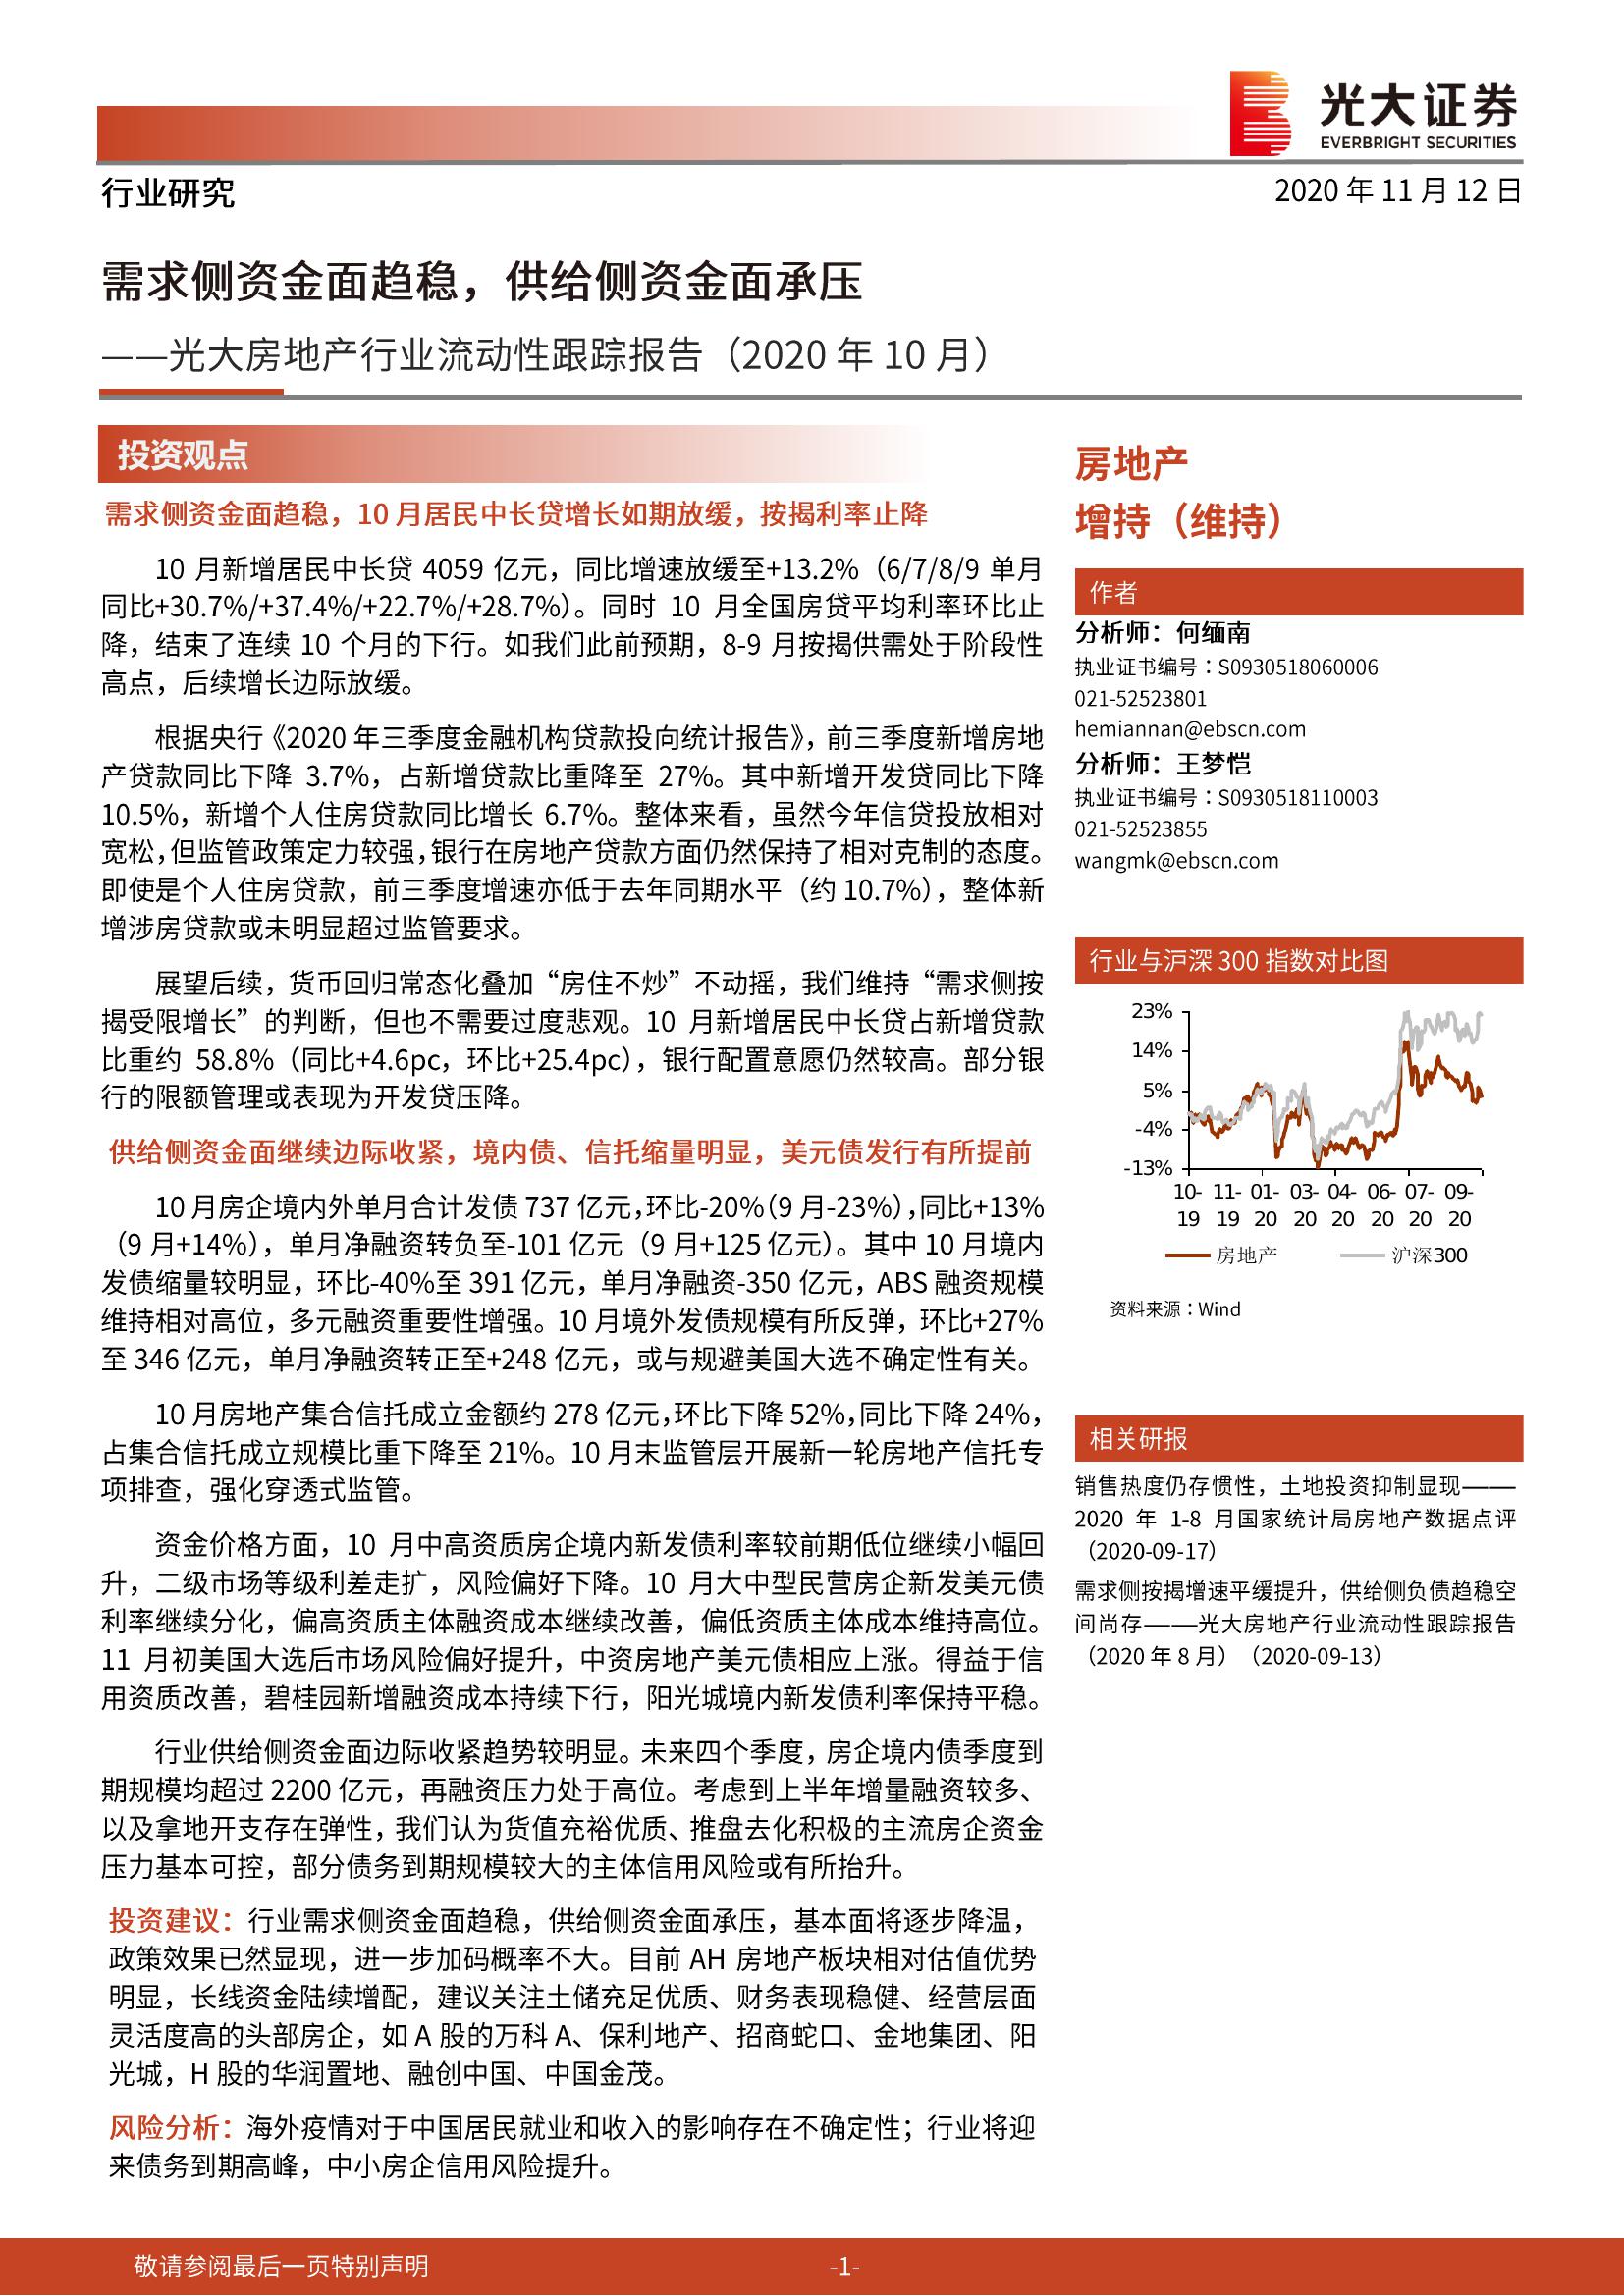 光大证券
EVERBRIGHT SECURITIES
行业研究
2020 年 11 月 12 日
需求侧资金面趋稳，供给侧资金面承压
——光大房地产行业流动性跟踪报告（2020 年 10 月）
投资观点
需求侧资金面趋稳，10 月居民中长贷增长如期放缓，按揭利率止降
10 月新增居民中长贷 4059 亿元，同比增速放缓至+13.2%（6/7/8/9 单月
同比+30.7%/+37.4%/+22.7%/+28.7%）。同时 10 月全国房贷平均利率环比止
降，结束了连续 10 个月的下行。如我们此前预期，8-9 月按揭供需处于阶段性
高点，后续增长边际放缓。
根据央行《2020 年三季度金融机构贷款投向统计报告》，前三季度新增房地
产贷款同比下降 3.7%，占新增贷款比重降至 27%。其中新增开发贷同比下降
10.5%，新增个人住房贷款同比增长 6.7%。整体来看，虽然今年信贷投放相对
宽松，但监管政策定力较强，银行在房地产贷款方面仍然保持了相对克制的态度。
即使是个人住房贷款，前三季度增速亦低于去年同期水平（约 10.7%），整体新
增涉房贷款或未明显超过监管要求。
展望后续，货币回归常态化叠加“房住不炒”不动摇，我们维持“需求侧按
揭受限增长”的判断，但也不需要过度悲观。10 月新增居民中长贷占新增贷款
比重约 58.8%（同比+4.6pc，环比+25.4pc），银行配置意愿仍然较高。部分银
行的限额管理或表现为开发贷压降。
供给侧资金面继续边际收紧，境内债、信托缩量明显，美元债发行有所提前
10 月房企境内外单月合计发债 737 亿元，环比-20%（9 月-23%），同比+13%
（9 月+14%），单月净融资转负至-101 亿元（9 月+125 亿元）。其中 10 月境内
发债缩量较明显，环比-40%至 391 亿元，单月净融资-350 亿元，ABS 融资规模
维持相对高位，多元融资重要性增强。10 月境外发债规模有所反弹，环比+27%
至 346 亿元，单月净融资转正至+248 亿元，或与规避美国大选不确定性有关。
10 月房地产集合信托成立金额约 278 亿元，环比下降 52%，同比下降 24%，
占集合信托成立规模比重下降至 21%。10 月末监管层开展新一轮房地产信托专
项排查，强化穿透式监管。
资金价格方面，10 月中高资质房企境内新发债利率较前期低位继续小幅回
升，二级市场等级利差走扩，风险偏好下降。10 月大中型民营房企新发美元债
利率继续分化，偏高资质主体融资成本继续改善，偏低资质主体成本维持高位。
11 月初美国大选后市场风险偏好提升，中资房地产美元债相应上涨。得益于信
用资质改善，碧桂园新增融资成本持续下行，阳光城境内新发债利率保持平稳。
行业供给侧资金面边际收紧趋势较明显。未来四个季度，房企境内债季度到
期规模均超过 2200 亿元，再融资压力处于高位。考虑到上半年增量融资较多、
以及拿地开支存在弹性，我们认为货值充裕优质、推盘去化积极的主流房企资金
压力基本可控，部分债务到期规模较大的主体信用风险或有所抬升。
投资建议：行业需求侧资金面趋稳，供给侧资金面承压，基本面将逐步降温，
政策效果已然显现，进一步加码概率不大。目前 AH 房地产板块相对估值优势
明显，长线资金陆续增配，建议关注土储充足优质、财务表现稳健、经营层面
灵活度高的头部房企，如 A 股的万科 A、保利地产、招商蛇口、金地集团、阳
光城，H 股的华润置地、融创中国、中国金茂。
风险分析：海外疫情对于中国居民就业和收入的影响存在不确定性；行业将迎
来债务到期高峰，中小房企信用风险提升。
房地产
增持（维持）
作者
分析师：何缅南
执业证书编号：S0930518060006
021-52523801
hemiannan@ebscn.com
分析师：王梦恺
执业证书编号：S0930518110003
021-52523855
wangmk@ebscn.com
行业与沪深 300 指数对比图
23%
14%
5%
-4%
-13%
10- 11- 01- 03- 04- 06- 07- 09-
19 19 20 20 20 20 20 20
房地产 沪深300
资料来源：Wind
相关研报
销售热度仍存惯性，土地投资抑制显现——
2020 年 1-8 月国家统计局房地产数据点评
（2020-09-17）
需求侧按揭增速平缓提升，供给侧负债趋稳空
间尚存——光大房地产行业流动性跟踪报告
（2020 年 8 月）（2020-09-13）
敬请参阅最后一页特别声明
-1-